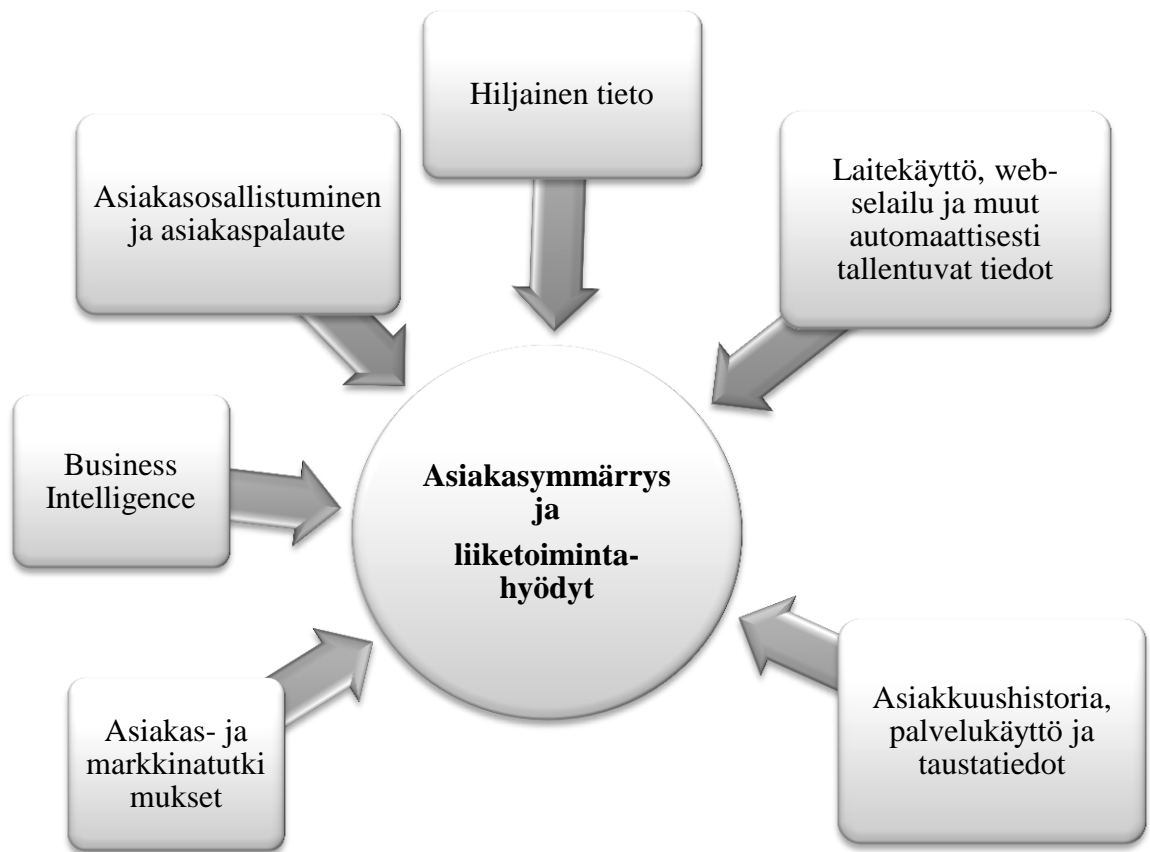 Hiljainen tieto
Asiakasosallistuminen
ja asiakaspalaute
Laitekäyttö, web-
selailu ja muut
automaattisesti
tallentuvat tiedot
Business
Intelligence
Asiakasymmärrys
ja
liiketoiminta-
hyödyt
Asiakas- ja
markkinatutki
mukset
Asiakkuushistoria,
palvelukäyttö ja
taustatiedot